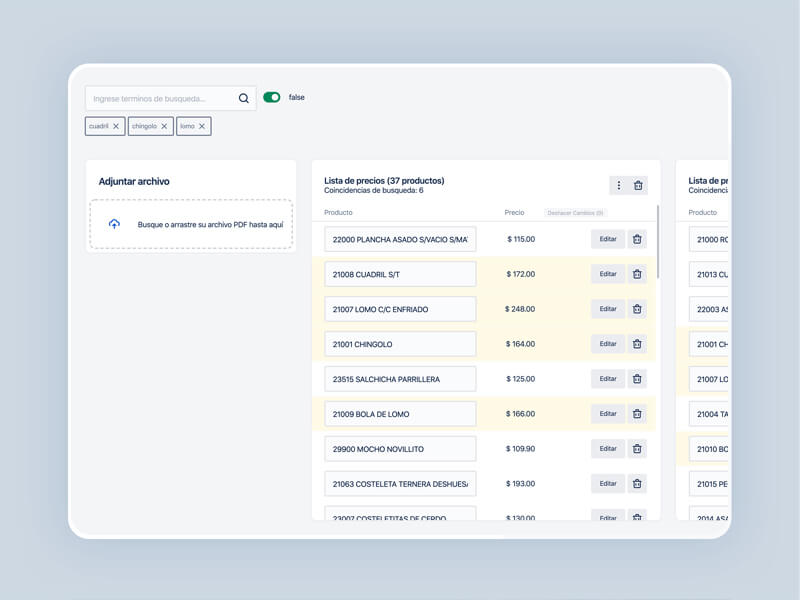 Ingrese terminos de busqueda...
false
cuadril
chingolo
lomo
Adjuntar archivo
Busque o arrastre su archivo PDF hasta aquí
Lista de precios (37 productos)
Coincidencias de busqueda: 6
Producto Precio Deshacer Cambios (0)
22000 PLANCHA ASADO S/VACIO S/MA
$ 115.00 Editar
21008 CUADRIL S/T $ 172.00 Editar
21007 LOMO C/C ENFRIADO $ 248.00 Editar
21001 CHINGOLO $ 164.00 Editar
23515 SALCHICHA PARRILLERA $ 125.00 Editar
21009 BOLA DE LOMO $ 166.00 Editar
29900 MOCHO NOVILLITO $ 109.90 Editar
21063 COSTELETA TERNERA DESHUES $ 193.00 Editar
23007 COSTELETITAS DE CERDO $ 130.00 Editar
Lista de pr
Coincidencia
Producto
21000 RO
21013 CU
22003 AS
21001 CH
21007 LO
21004 TA
21010 BO
21015 PE
2014 ASA